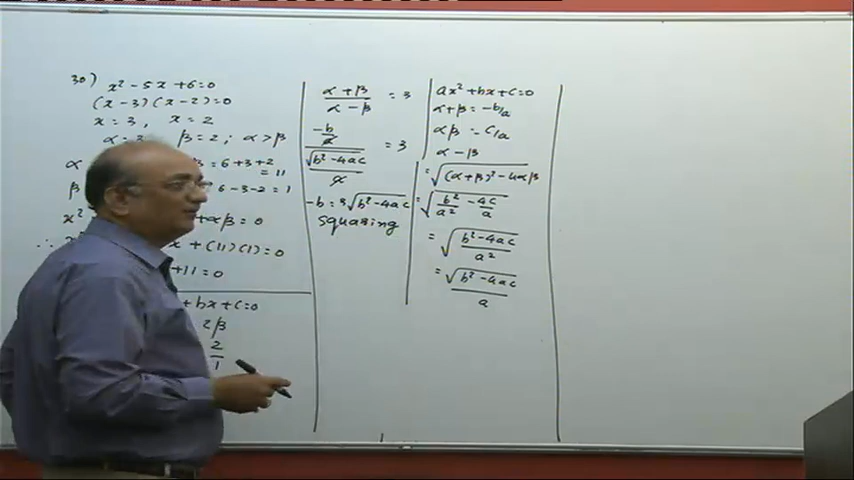 30) x² - 5x + 6 = 0
(x - 3)(x - 2) = 0
x = 3, x = 2
β = 2; α > β
α
= 6 + 3 + 2
= 11
β
6 - 3 - 2 = 1
x²
+ αβ = 0
∴ x + (11)(1) = 0
+ 11 = 0
+ bx + c = 0
2β
2/1
(α + β)/(α - β) = 3
(-b/a)/(√(b² - 4ac)/a) = 3
-b = 3√(b² - 4ac)
Squaring
ax² + bx + c = 0
α + β = -b/a
αβ = c/a
α - β
= √((α + β)² - 4αβ)
= √(b²/a² - 4c/a)
= √((b² - 4ac)/a²)
= √(b² - 4ac)/a